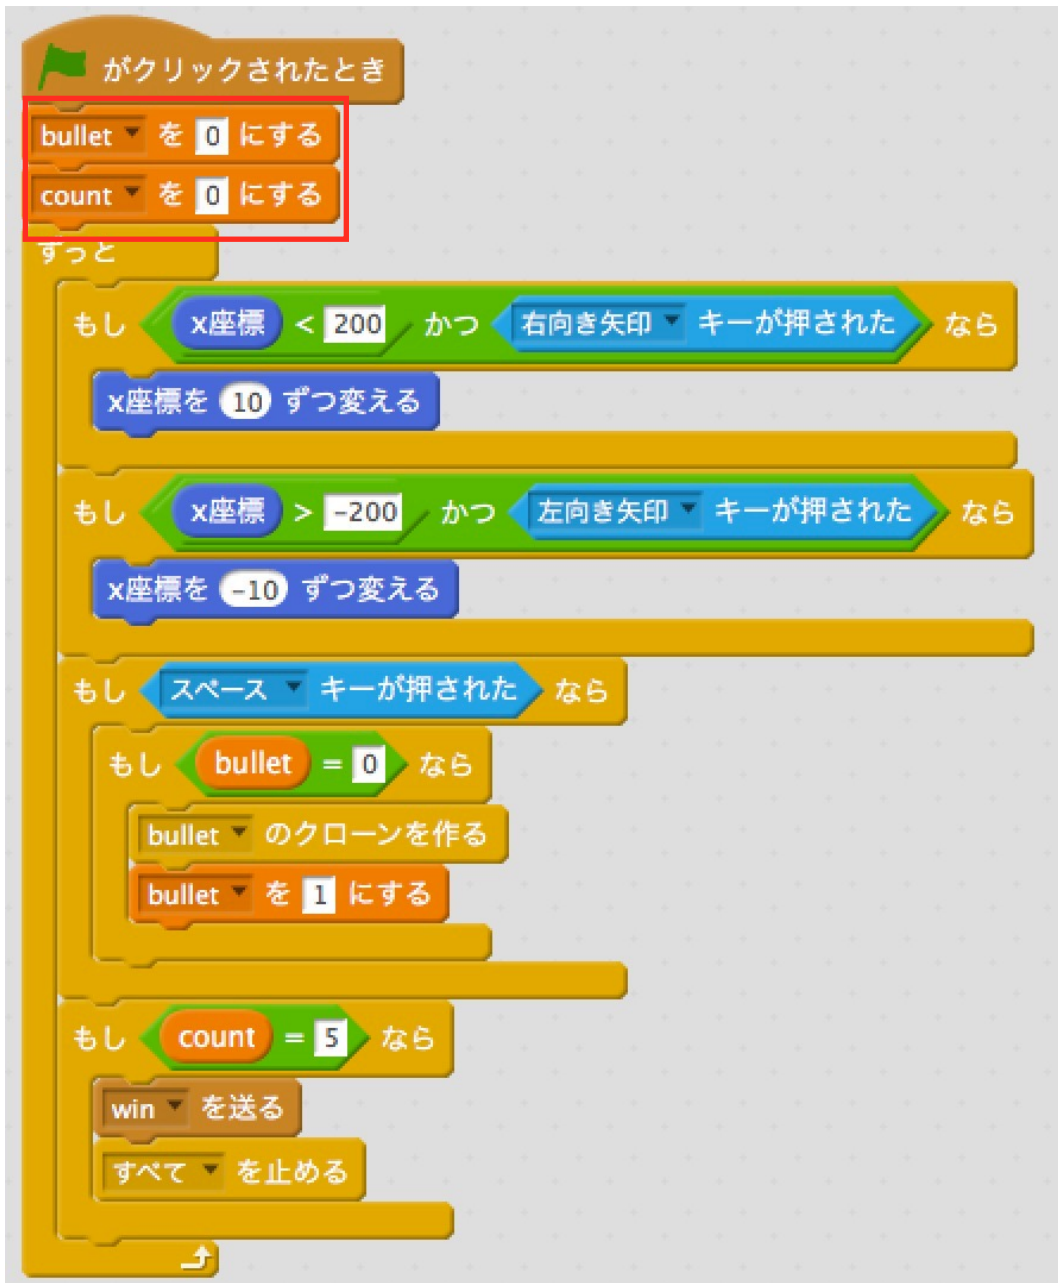 がクリックされたとき
bullet を 0 にする
count を 0 にする
ずっと
もし x座標 < 200 かつ 右向き矢印 キーが押された なら
x座標を 10 ずつ変える
もし x座標 > -200 かつ 左向き矢印 キーが押された なら
x座標を -10 ずつ変える
もし スペース キーが押された なら
もし bullet = 0 なら
bullet のクローンを作る
bullet を 1 にする
もし count = 5 なら
win を送る
すべて を止める